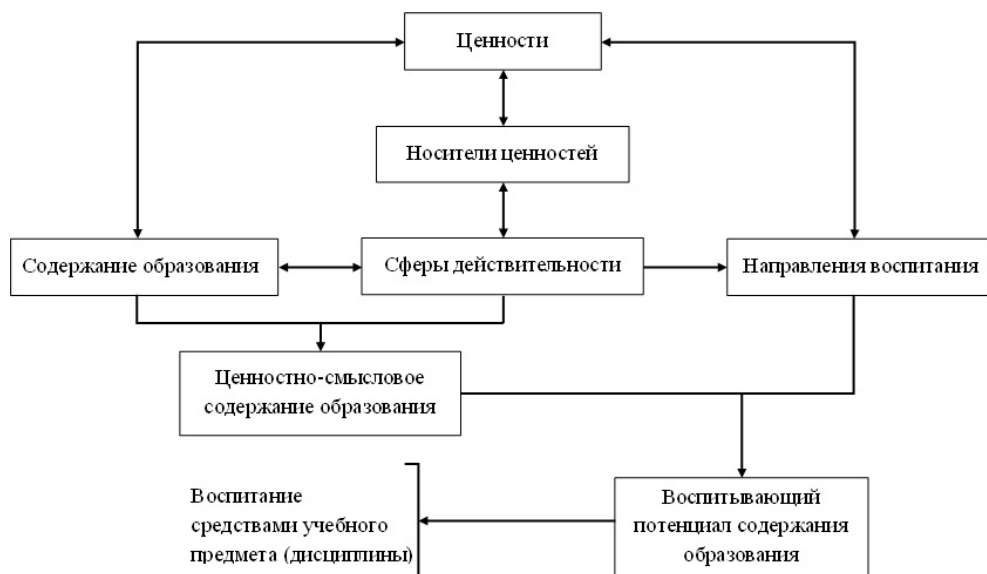 Ценности
Носители ценностей
Содержание образования
Сферы действительности
Направления воспитания
Ценностно-смысловое
содержание образования
Воспитание
средствами учебного
предмета (дисциплины)
Воспитывающий
потенциал содержания
образования